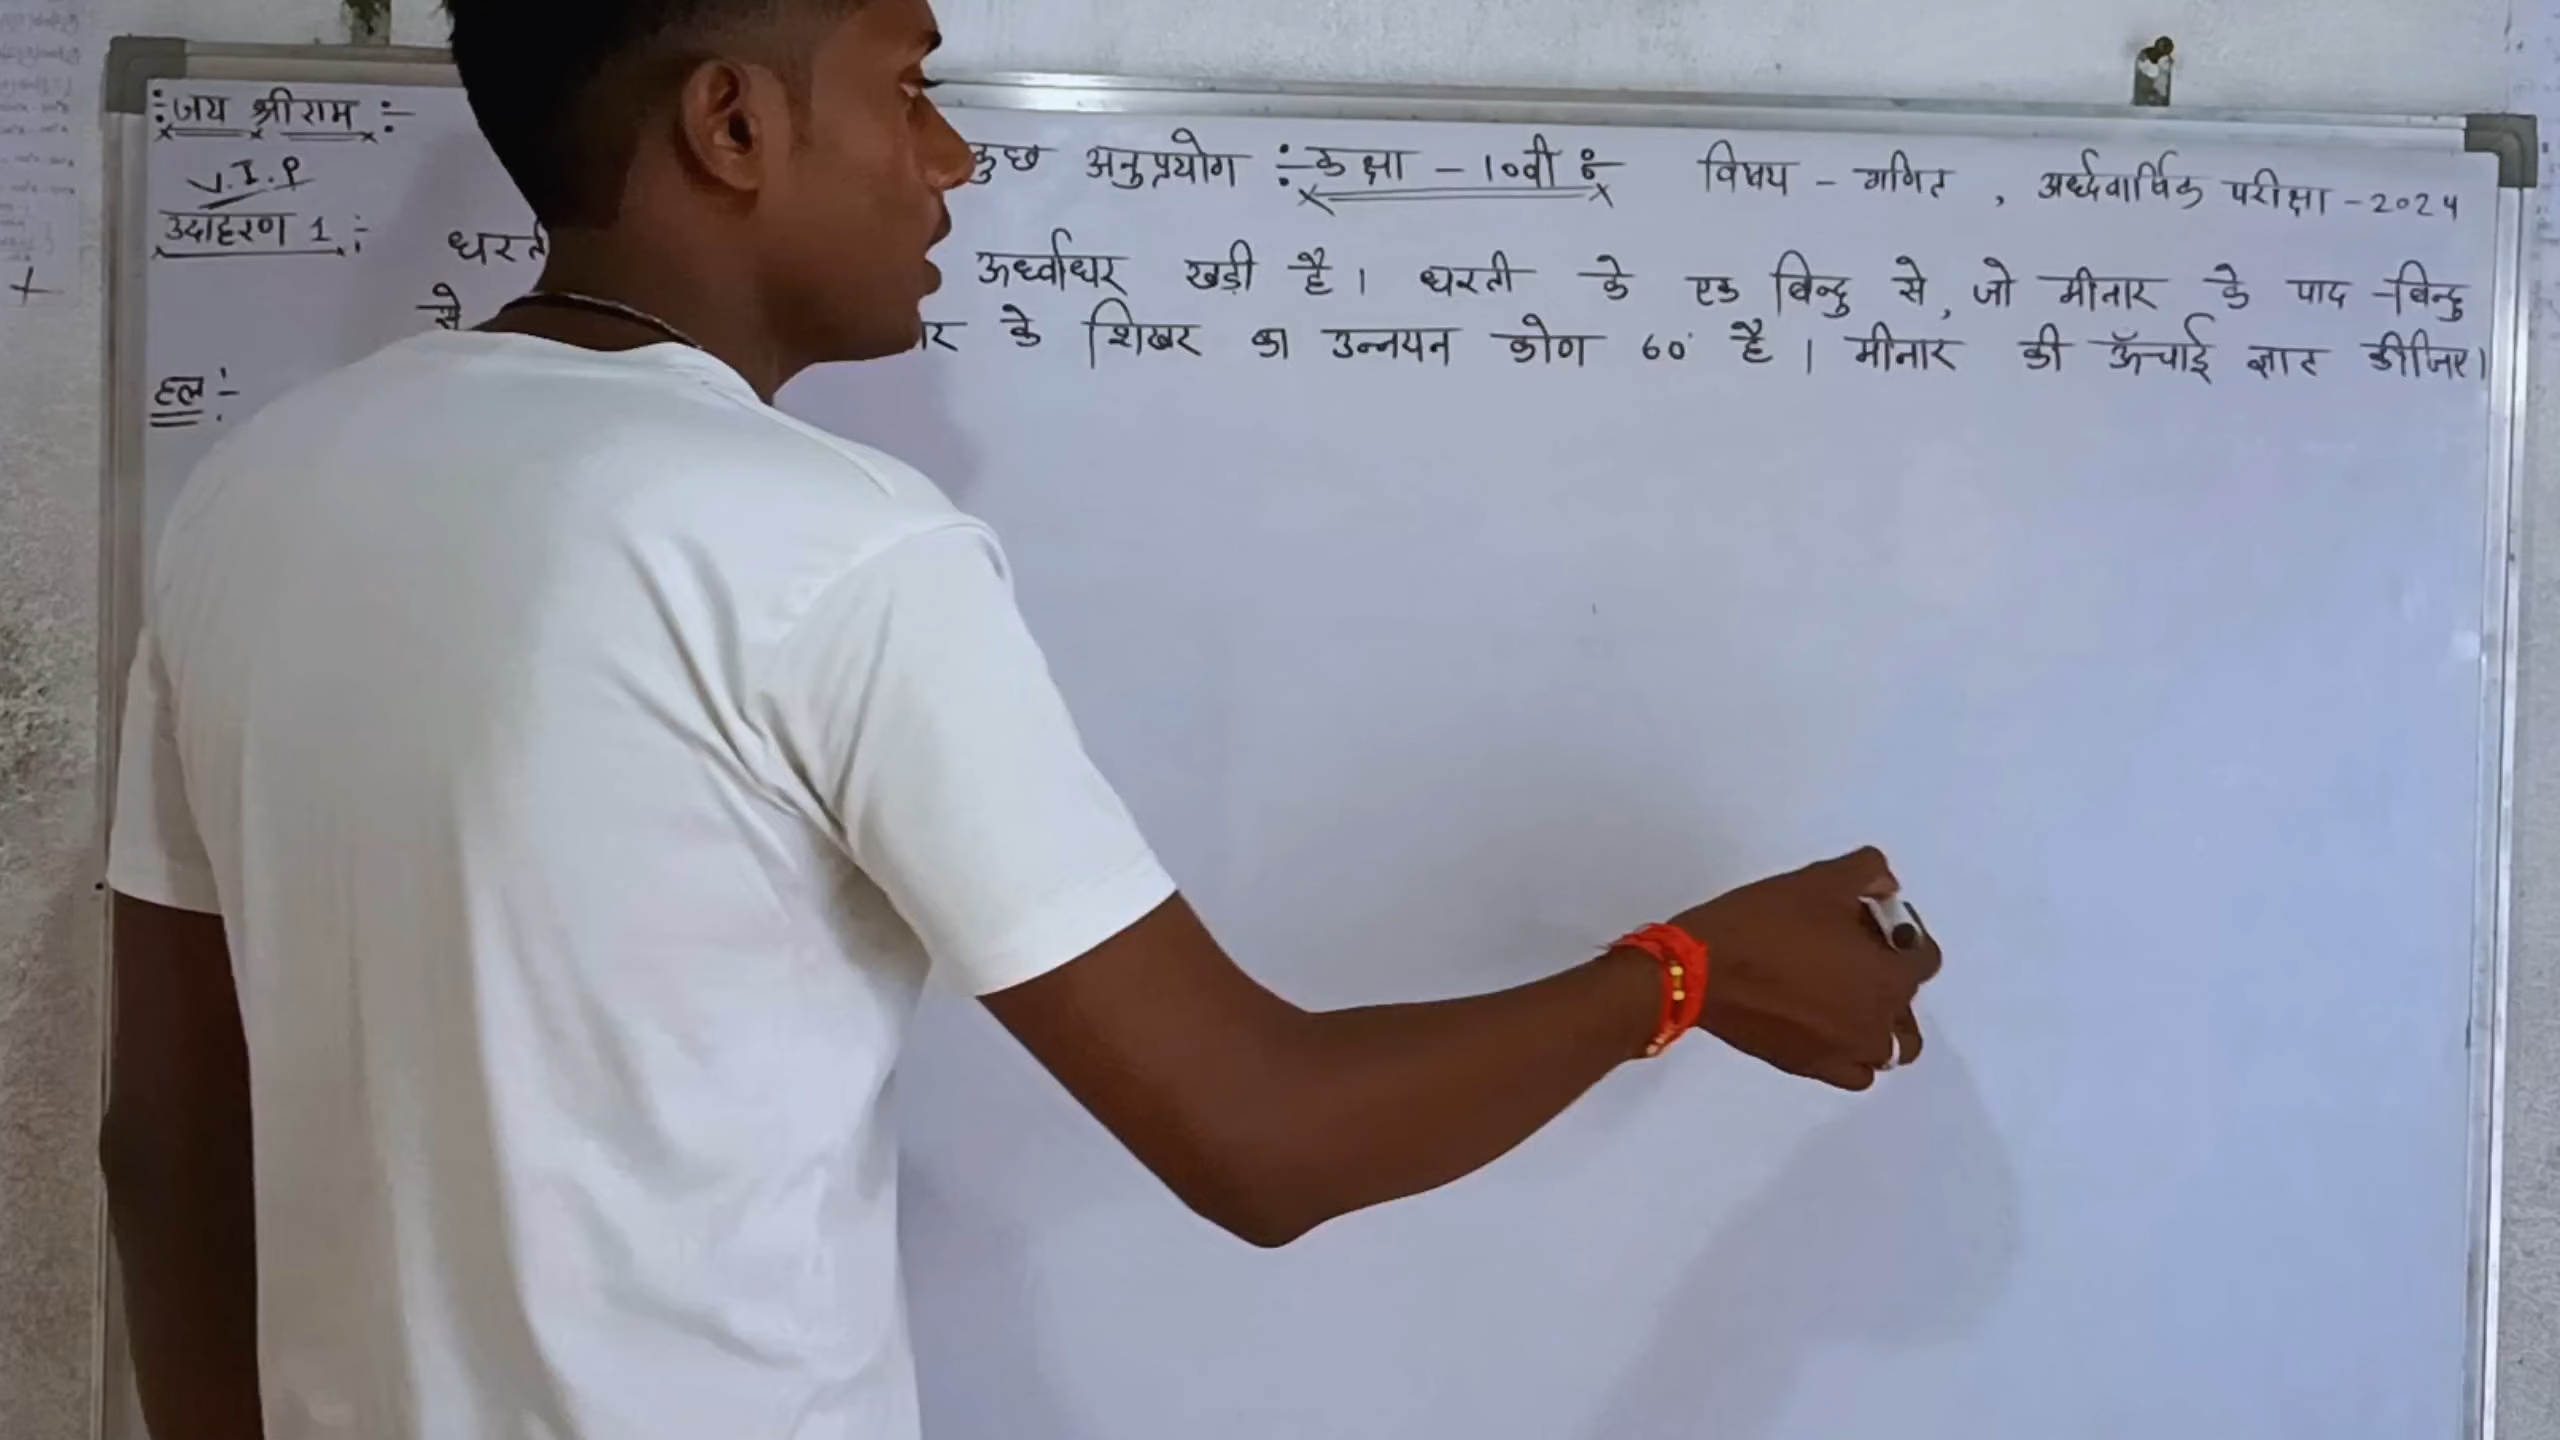 :जय श्रीराम :-
V.I.P
कुछ अनुप्रयोग :-कक्षा - 10वी :- विषय - गणित , अर्धवार्षिक परीक्षा - 2024
उदाहरण 1 :- धरती ऊर्ध्वाधर खड़ी है। धरती के एक बिन्दु से, जो मीनार के पाद -बिन्दु
से के शिखर का उन्नयन कोण 60° है। मीनार की ऊँचाई ज्ञात कीजिए।
हल :-